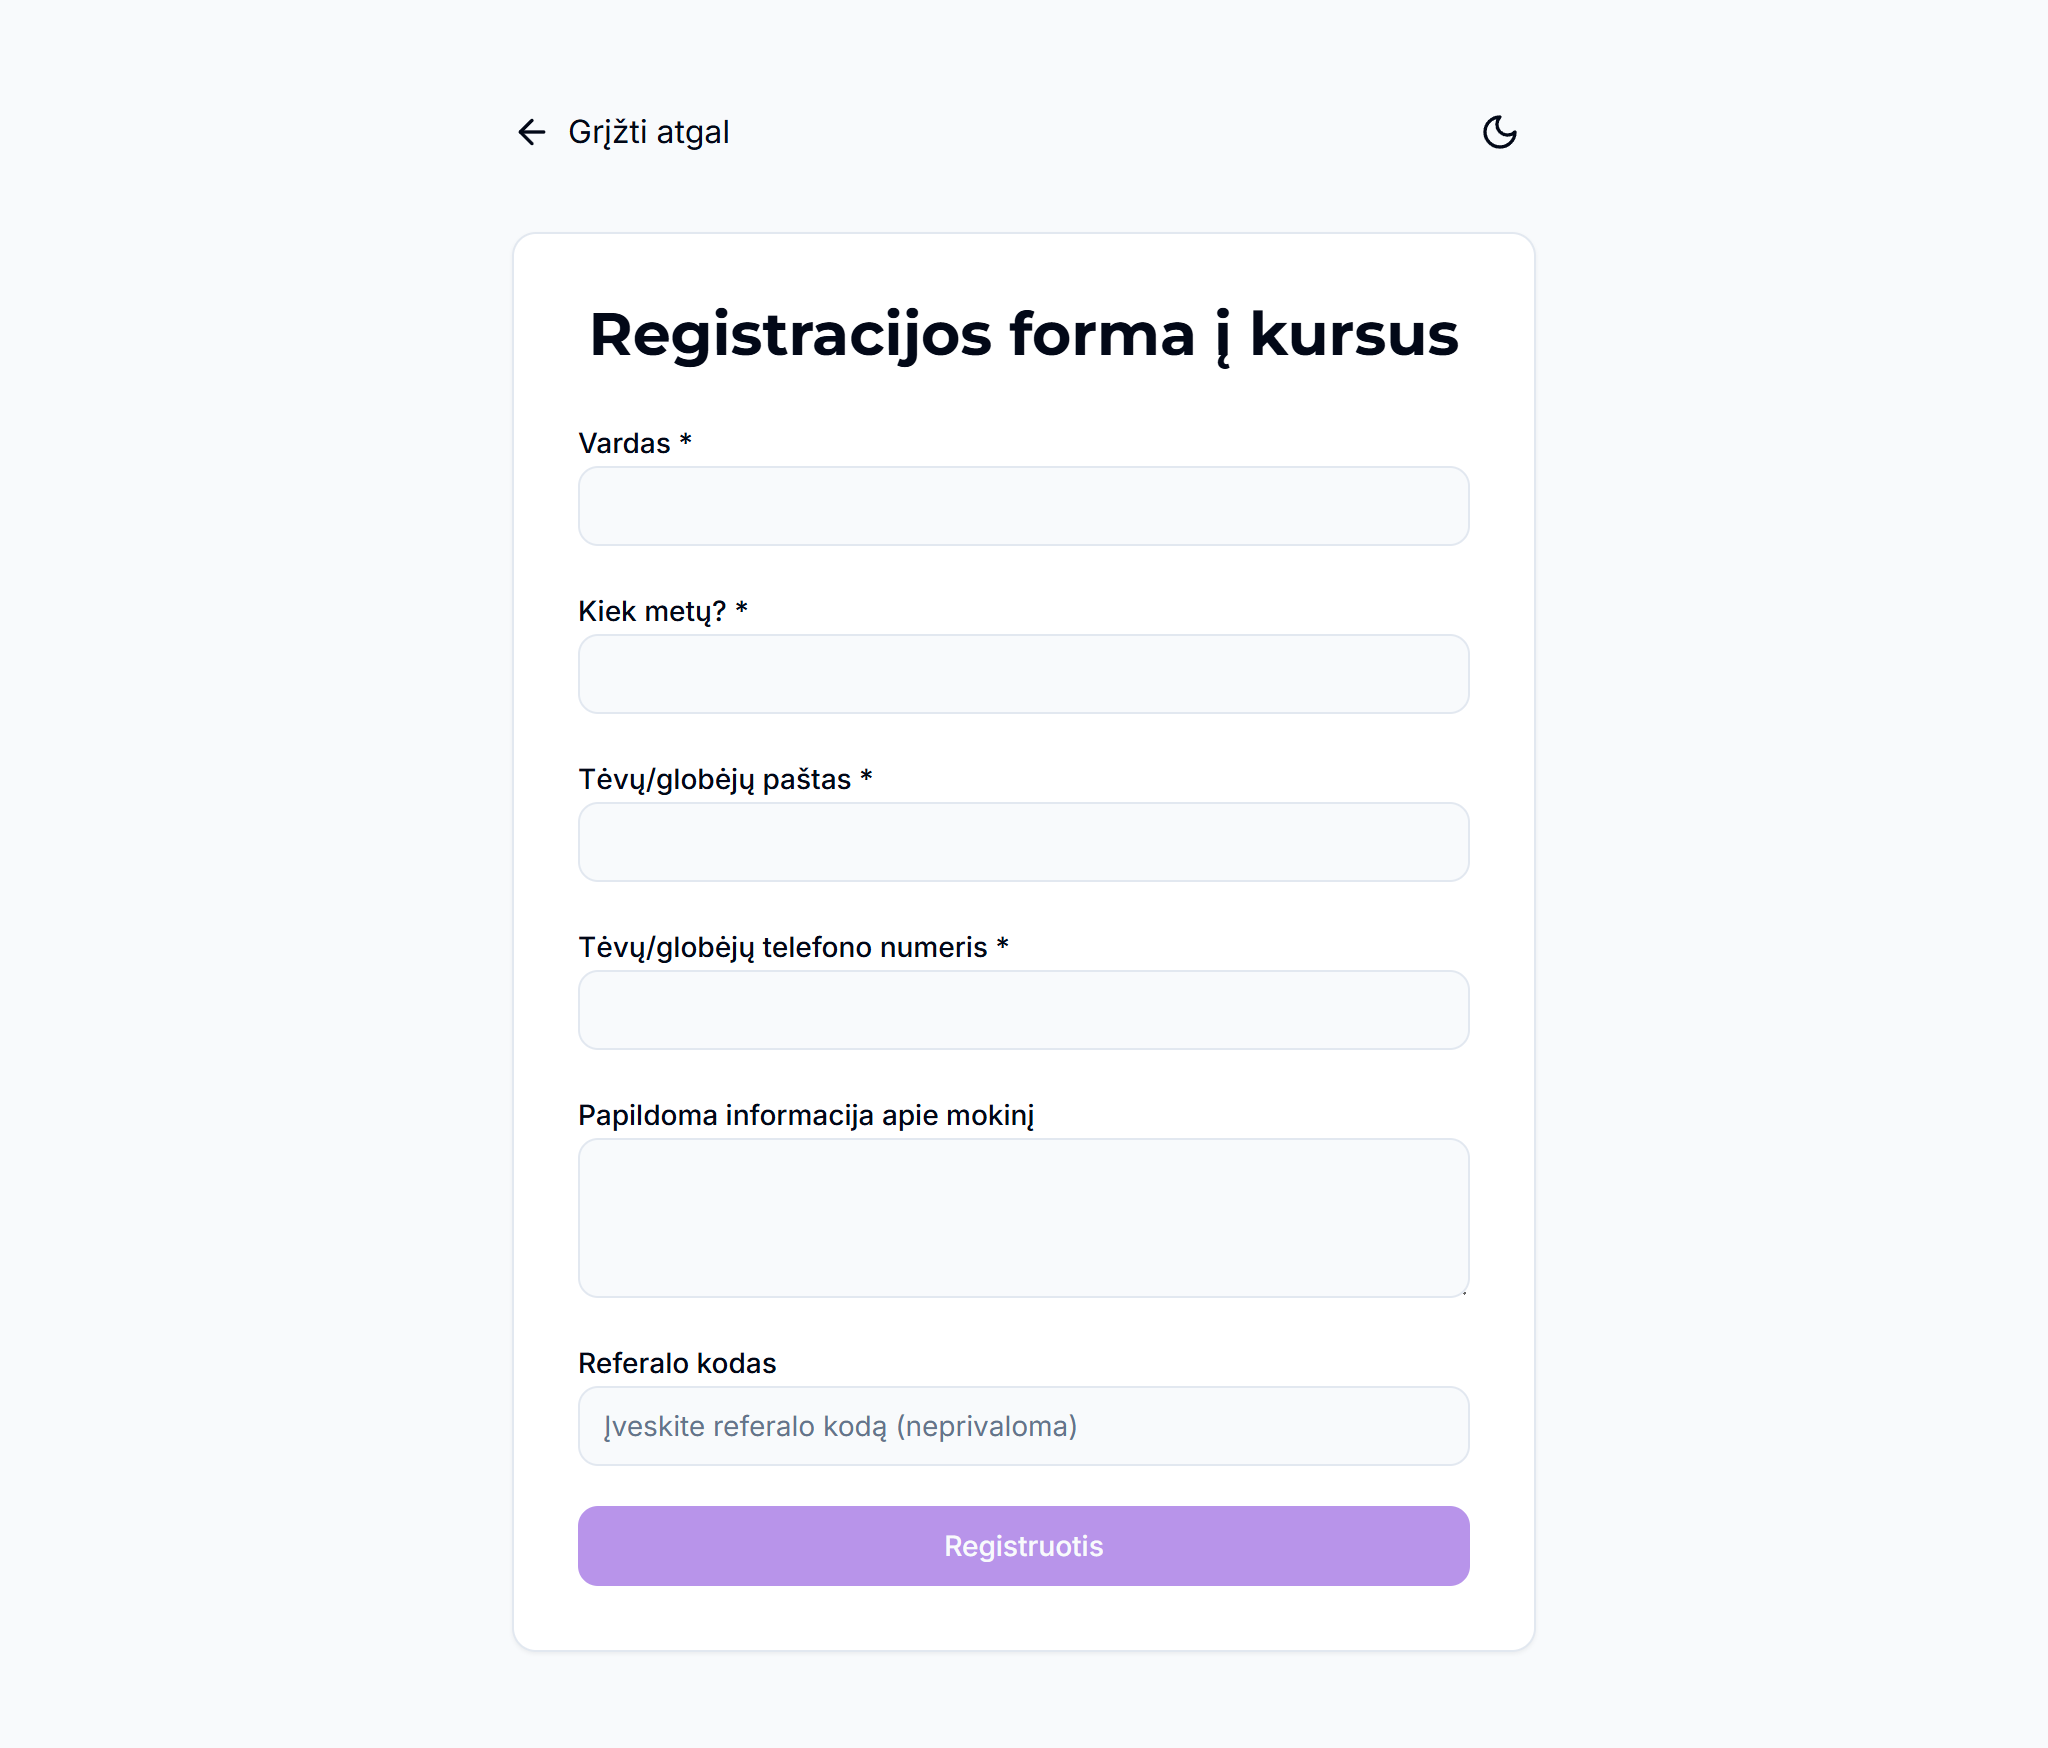 Grįžti atgal
Registracijos forma į kursus
Vardas *
Kiek metų? *
Tėvų/globėjų paštas *
Tėvų/globėjų telefono numeris *
Papildoma informacija apie mokinį
Referalo kodas
Įveskite referalo kodą (neprivaloma)
Registruotis